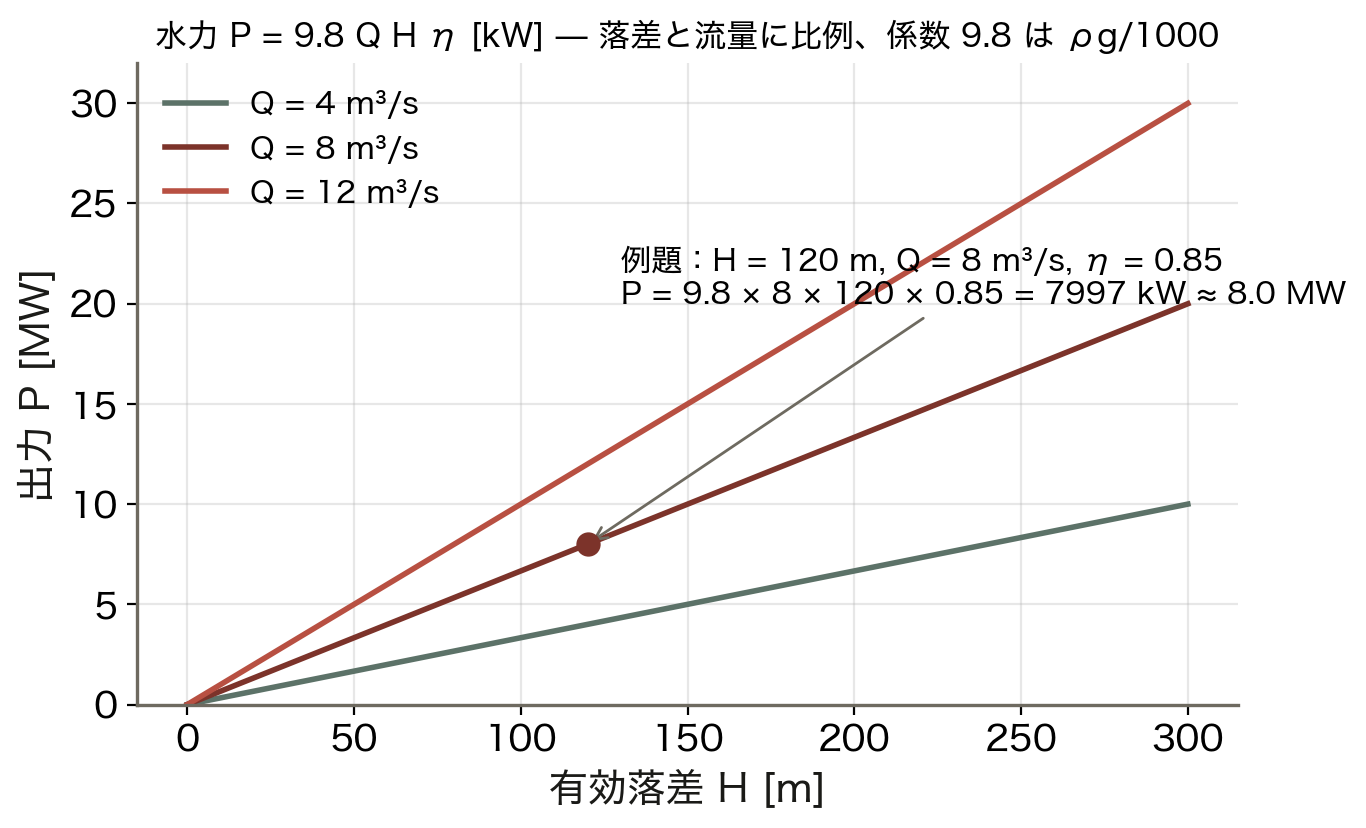 水力 P = 9.8 Q H η [kW] — 落差と流量に比例、係数 9.8 は ρg/1000
Q = 4 m³/s
Q = 8 m³/s
Q = 12 m³/s
例題：H = 120 m, Q = 8 m³/s, η = 0.85
P = 9.8 × 8 × 120 × 0.85 = 7997 kW ≈ 8.0 MW
出力 P [MW]
30
25
20
15
10
5
0
0 50 100 150 200 250 300
有効落差 H [m]